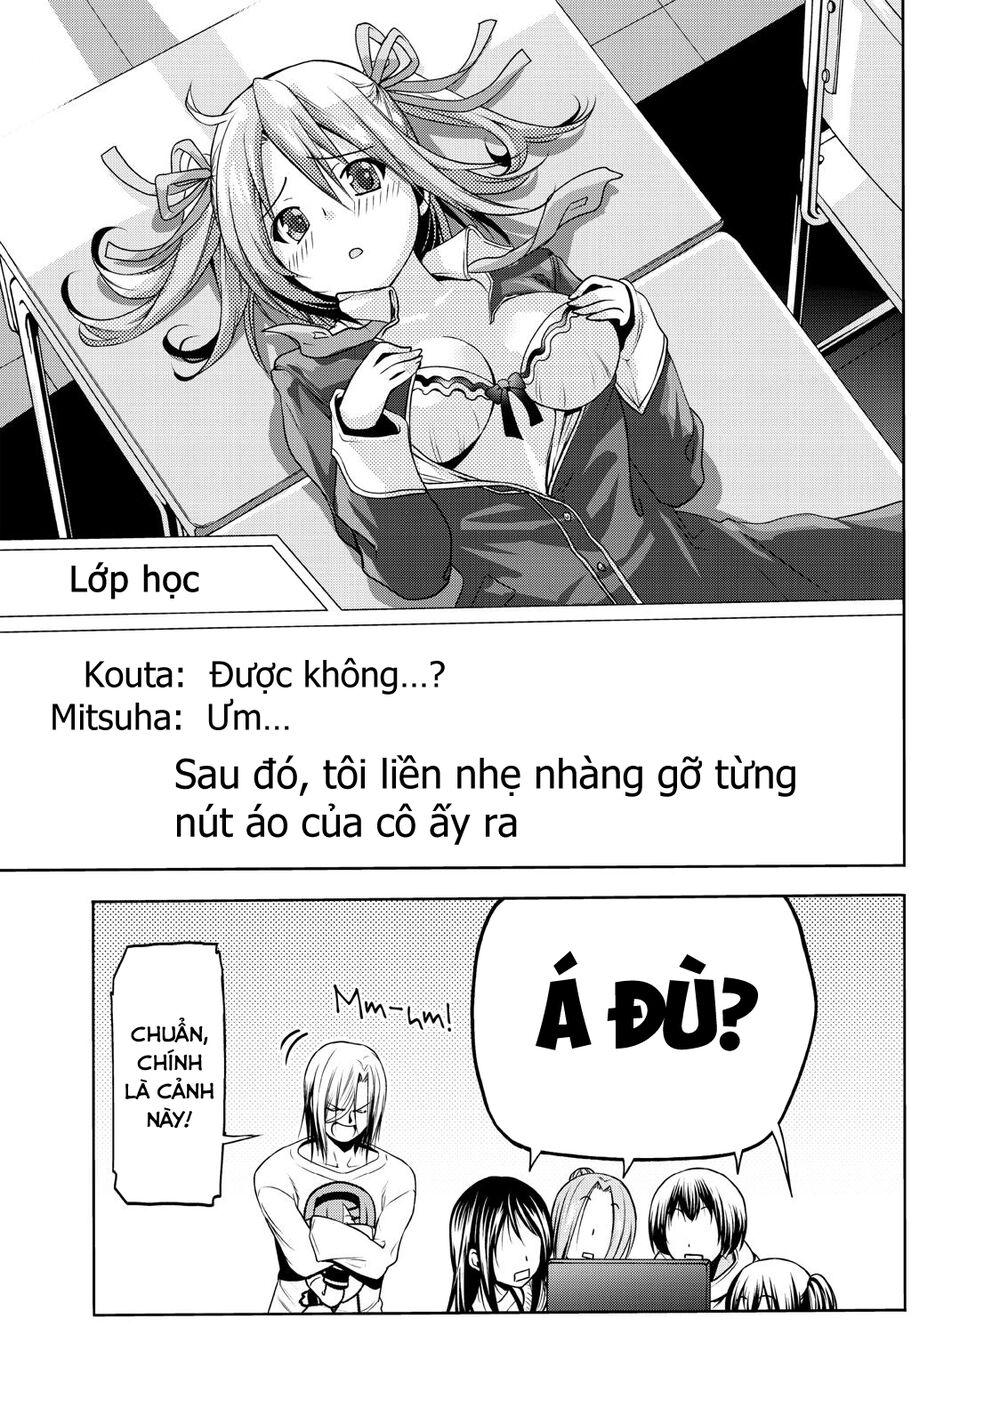 Lớp học
Kouta: Được không...?
Mitsuha: Ưm...
Sau đó, tôi liền nhẹ nhàng gỡ từng
nút áo của cô ấy ra
Á ĐÙ?
Mm-hm!
CHUẨN,
CHÍNH
LÀ CẢNH
NÀY!